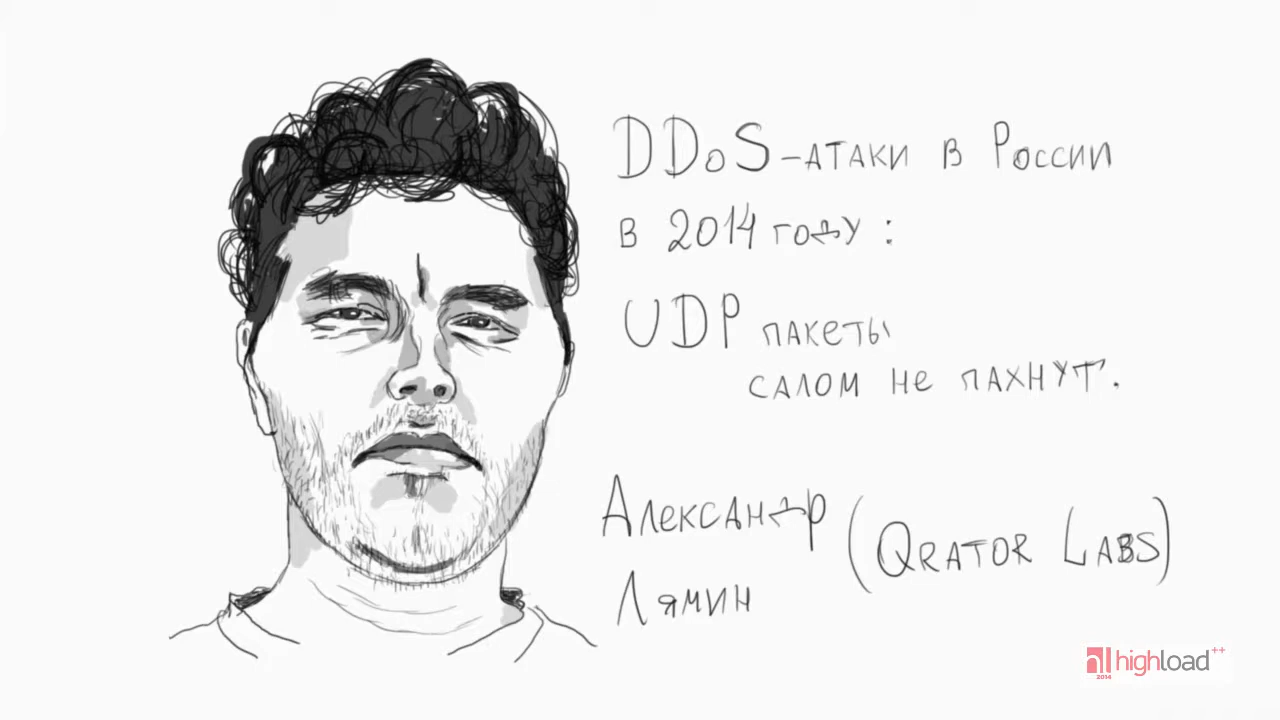 DDoS-атаки в России
в 2014 году:
UDP пакеты
салом не пахнут.
Александр
(Qrator Labs)
Лямин
highload++
2014